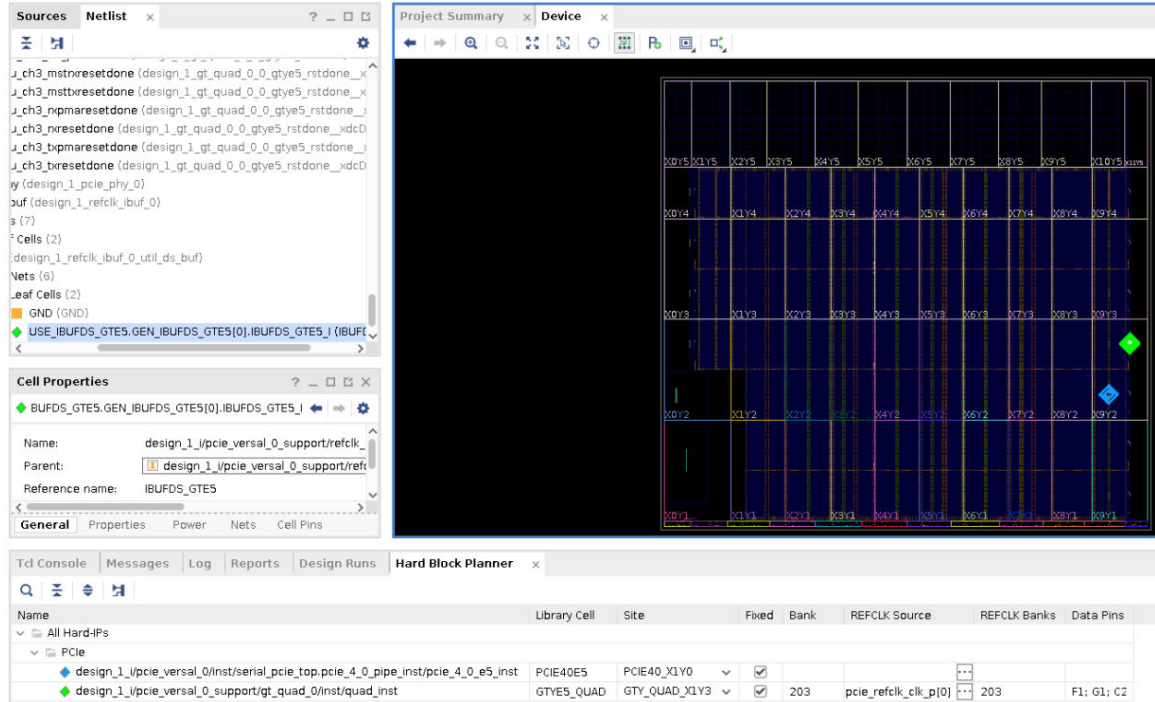 Sources Netlist × ? _ □
u_ch3_mstrxresetdone (design_1_gt_quad_0_0_gtye5_rstdone__x
u_ch3_msttxresetdone (design_1_gt_quad_0_0_gtye5_rstdone__x
u_ch3_rxpmaresetdone (design_1_gt_quad_0_0_gtye5_rstdone__x
u_ch3_rxresetdone (design_1_gt_quad_0_0_gtye5_rstdone__xdcD
u_ch3_txpmaresetdone (design_1_gt_quad_0_0_gtye5_rstdone__x
u_ch3_txresetdone (design_1_gt_quad_0_0_gtye5_rstdone__xdcD
(design_1_pcie_phy_0)
(design_1_refclk_ibuf_0)
(7)
Cells (2)
(design_1_refclk_ibuf_0_util_ds_buf)
Nets (6)
Leaf Cells (2)
GND (GND)
USE_IBUFDS_GTE5.GEN_IBUFDS_GTE5[0].IBUFDS_GTE5_I (IBUFD
Cell Properties ? _ □ ×
BUFDS_GTE5.GEN_IBUFDS_GTE5[0].IBUFDS_GTE5_I
Name: design_1_i/pcie_versal_0_support/refclk_
Parent: design_1_i/pcie_versal_0_support/refc
Reference name: IBUFDS_GTE5
General Properties Power Nets Cell Pins
Project Summary × Device ×
X0Y5 X1Y5 X2Y5 X3Y5 X4Y5 X5Y5 X6Y5 X7Y5 X8Y5 X9Y5 X10Y5 X11Y5
X0Y4 X1Y4 X2Y4 X3Y4 X4Y4 X5Y4 X6Y4 X7Y4 X8Y4 X9Y4
X0Y3 X1Y3 X2Y3 X3Y3 X4Y3 X5Y3 X6Y3 X7Y3 X8Y3 X9Y3
X0Y2 X1Y2 X2Y2 X3Y2 X4Y2 X5Y2 X6Y2 X7Y2 X8Y2 X9Y2
X0Y1 X1Y1 X2Y1 X3Y1 X4Y1 X5Y1 X6Y1 X7Y1 X8Y1 X9Y1
Tcl Console Messages Log Reports Design Runs Hard Block Planner ×
Name Library Cell Site Fixed Bank REFCLK Source REFCLK Banks Data Pins
All Hard-IPs
PCIe
design_1_i/pcie_versal_0/inst/serial_pcie_top.pcie_4_0_pipe_inst/pcie_4_0_e5_inst PCIE40E5 PCIE40_X1Y0 ...
design_1_i/pcie_versal_0_support/gt_quad_0/inst/quad_inst GTYE5_QUAD GTY_QUAD_X1Y3 203 pcie_refclk_clk_p[0] ... 203 F1; G1; C2